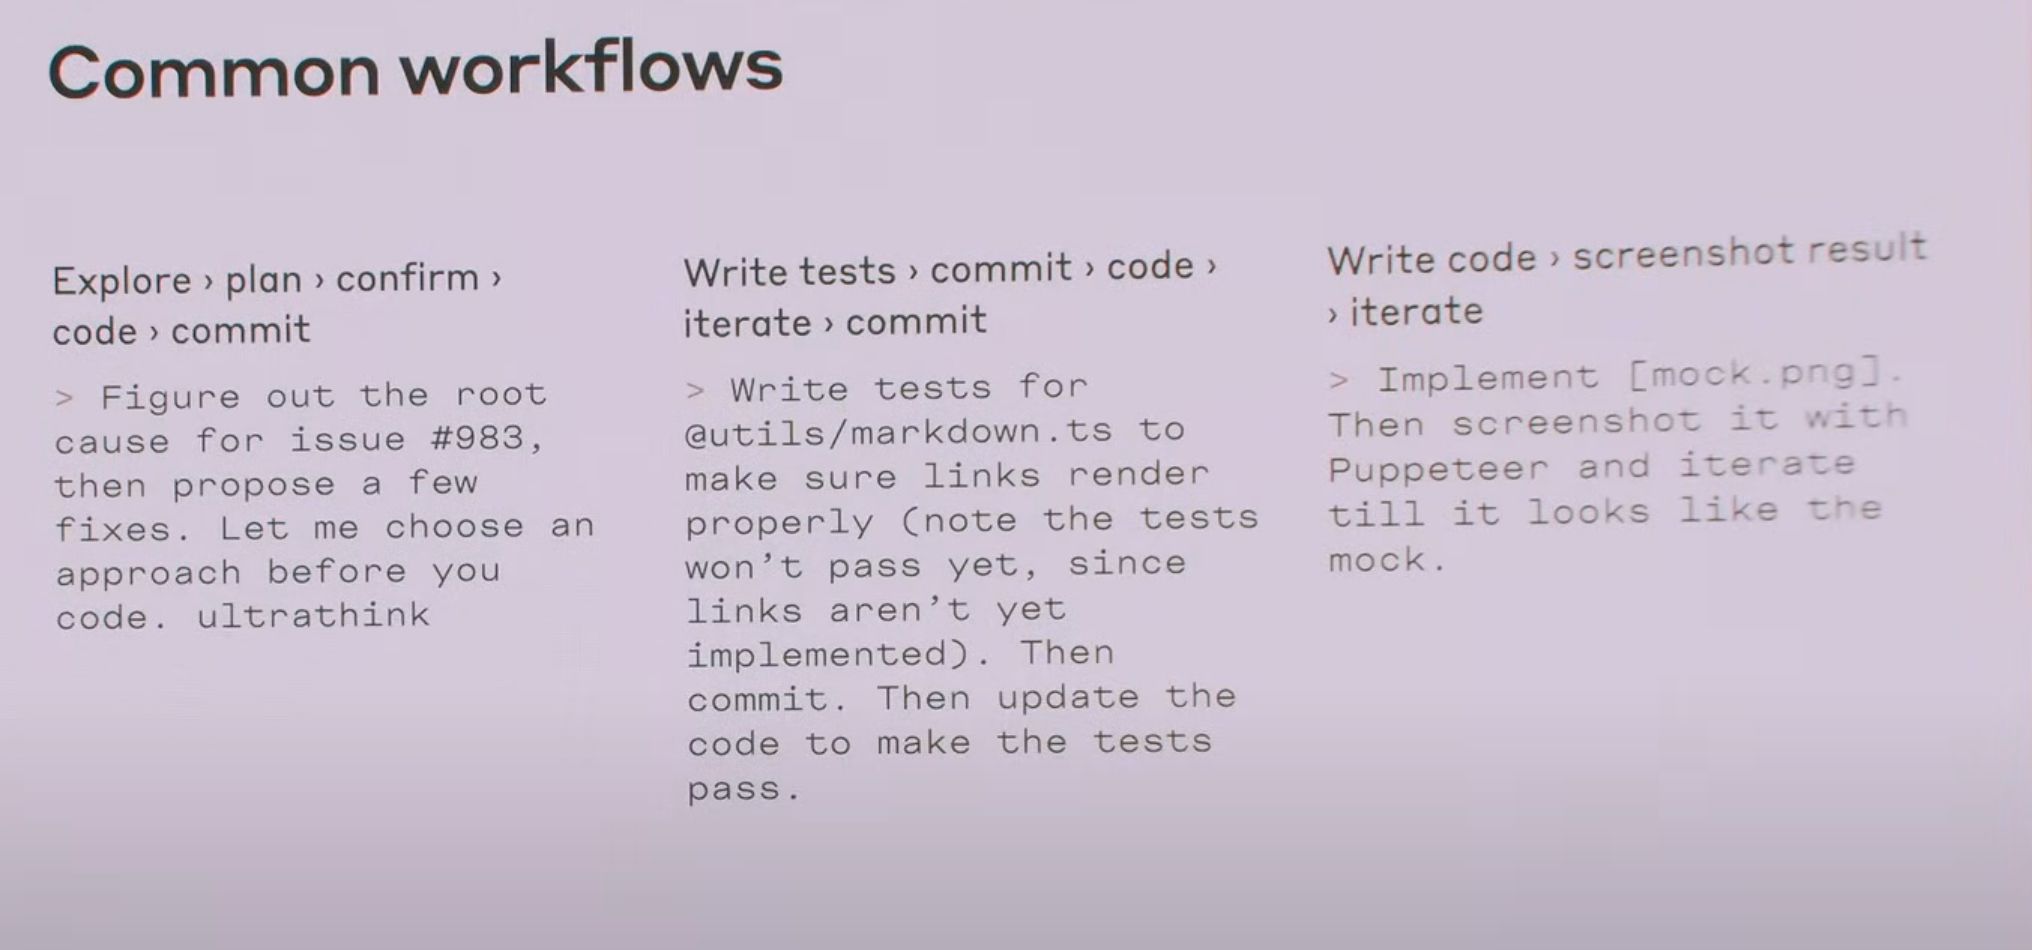 Common workflows
Explore › plan › confirm ›
code › commit
> Figure out the root
cause for issue #983,
then propose a few
fixes. Let me choose an
approach before you
code. ultrathink
Write tests › commit › code ›
iterate › commit
> Write tests for
@utils/markdown.ts to
make sure links render
properly (note the tests
won’t pass yet, since
links aren’t yet
implemented). Then
commit. Then update the
code to make the tests
pass.
Write code › screenshot result
› iterate
> Implement [mock.png].
Then screenshot it with
Puppeteer and iterate
till it looks like the
mock.